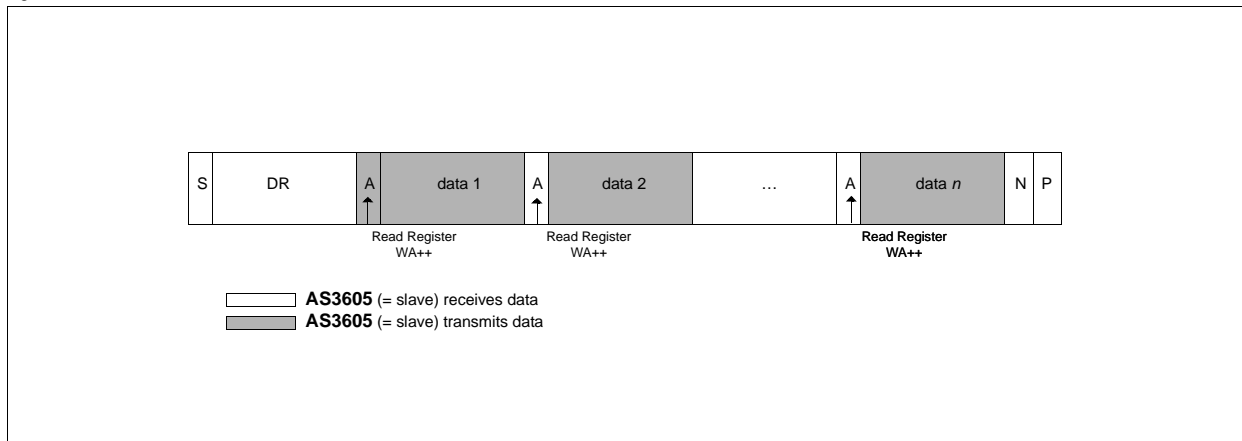 S DR A data 1 A data 2 … A data n N P
Read Register Read Register Read Register
WA++ WA++ WA++
AS3605 (= slave) receives data
AS3605 (= slave) transmits data